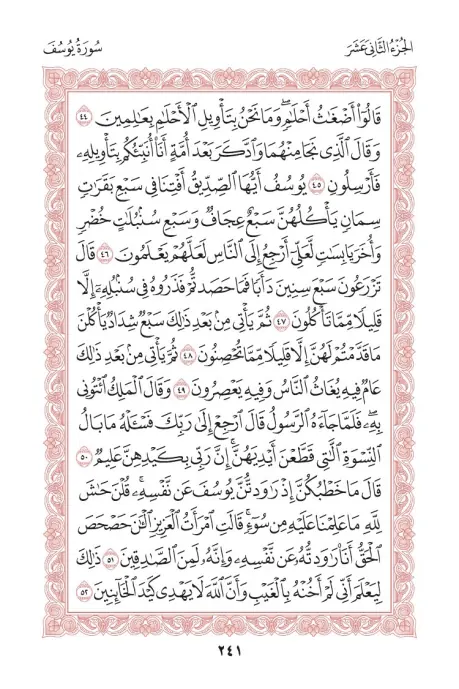 الجُزْءُ الثَّانِي عَشَرَ سُورَةُ يُوسُفَ
قَالُوٓاْ أَضْغَٰثُ أَحْلَٰمٖۖ وَمَا نَحْنُ بِتَأْوِيلِ ٱلْأَحْلَٰمِ بِعَٰلِمِينَ ٤٤
وَقَالَ ٱلَّذِي نَجَا مِنْهُمَا وَٱدَّكَرَ بَعْدَ أُمَّةٍ أَنَا۠ أُنَبِّئُكُم بِتَأْوِيلِهِۦ
فَأَرْسِلُونِ ٤٥ يُوسُفُ أَيُّهَا ٱلصِّدِّيقُ أَفْتِنَا فِي سَبْعِ بَقَرَٰتٖ
سِمَانٖ يَأْكُلُهُنَّ سَبْعٌ عِجَافٞ وَسَبْعِ سُنۢبُلَٰتٍ خُضْرٖ
وَأُخَرَ يَابِسَٰتٖ لَّعَلِّيٓ أَرْجِعُ إِلَى ٱلنَّاسِ لَعَلَّهُمْ يَعْلَمُونَ ٤٦ قَالَ
تَزْرَعُونَ سَبْعَ سِنِينَ دَأَبٗا فَمَا حَصَدتُّمْ فَذَرُوهُ فِي سُنۢبُلِهِۦٓ إِلَّا
قَلِيلٗا مِّمَّا تَأْكُلُونَ ٤٧ ثُمَّ يَأْتِي مِنۢ بَعْدِ ذَٰلِكَ سَبْعٞ شِدَادٞ يَأْكُلْنَ
مَا قَدَّمْتُمْ لَهُنَّ إِلَّا قَلِيلٗا مِّمَّا تُحْصِنُونَ ٤٨ ثُمَّ يَأْتِي مِنۢ بَعْدِ ذَٰلِكَ
عَامٞ فِيهِ يُغَاثُ ٱلنَّاسُ وَفِيهِ يَعْصِرُونَ ٤٩ وَقَالَ ٱلْمَلِكُ ٱئْتُونِي
بِهِۦۖ فَلَمَّا جَآءَهُ ٱلرَّسُولُ قَالَ ٱرْجِعْ إِلَىٰ رَبِّكَ فَسْـَٔلْهُ مَا بَالُ
ٱلنِّسْوَةِ ٱلَّٰتِي قَطَّعْنَ أَيْدِيَهُنَّۚ إِنَّ رَبِّي بِكَيْدِهِنَّ عَلِيمٞ ٥٠
قَالَ مَا خَطْبُكُنَّ إِذْ رَٰوَدتُّنَّ يُوسُفَ عَن نَّفْسِهِۦۚ قُلْنَ حَٰشَ
لِلَّهِ مَا عَلِمْنَا عَلَيْهِ مِن سُوٓءٖۚ قَالَتِ ٱمْرَأَتُ ٱلْعَزِيزِ ٱلْـَٰٔنَ حَصْحَصَ
ٱلْحَقُّ أَنَا۠ رَٰوَدتُّهُۥ عَن نَّفْسِهِۦ وَإِنَّهُۥ لَمِنَ ٱلصَّٰدِقِينَ ٥١ ذَٰلِكَ
لِيَعْلَمَ أَنِّي لَمْ أَخُنْهُ بِٱلْغَيْبِ وَأَنَّ ٱللَّهَ لَا يَهْدِي كَيْدَ ٱلْخَآئِنِينَ ٥٢
٢٤١